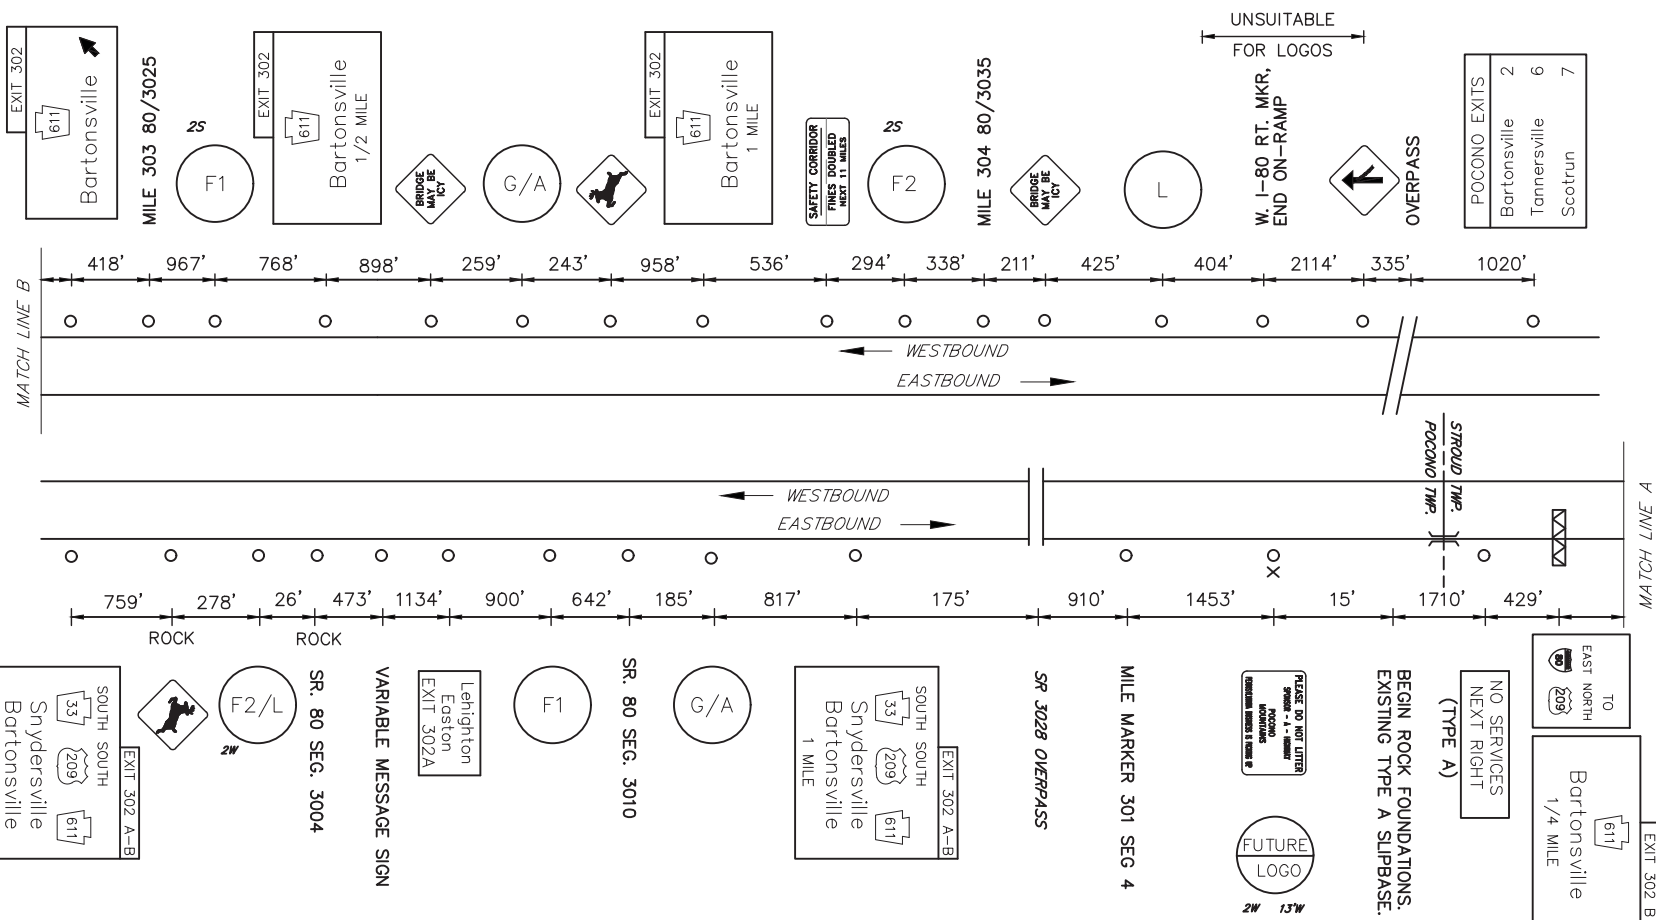 UNSUITABLE
FOR LOGOS
EXIT 302
611
Bartonsville
MILE 303 80/3025
2S
F1
EXIT 302
611
Bartonsville
1/2 MILE
BRIDGE
MAY BE
ICY
G/A
EXIT 302
611
Bartonsville
1 MILE
SAFETY CORRIDOR
FINES DOUBLED
NEXT 11 MILES
2S
F2
MILE 304 80/3035
BRIDGE
MAY BE
ICY
L
W. I-80 RT. MKR,
END ON-RAMP
OVERPASS
POCONO EXITS
Bartonsville 2
Tannersville 6
Scotrun 7
418' 967' 768' 898' 259' 243' 958' 536' 294' 338' 211' 425' 404' 2114' 335' 1020'
MATCH LINE B
WESTBOUND
EASTBOUND
STROUD TWP.
POCONO TWP.
MATCH LINE A
WESTBOUND
EASTBOUND
X
759' 278' 26' 473' 1134' 900' 642' 185' 817' 175' 910' 1453' 15' 1710' 429'
ROCK ROCK
EXIT 302 A-B
SOUTH SOUTH
33 209 611
Snydersville
Bartonsville
F2/L
2W
SR. 80 SEG. 3004
VARIABLE MESSAGE SIGN
Lehighton
Easton
EXIT 302A
F1
SR. 80 SEG. 3010
G/A
EXIT 302 A-B
SOUTH SOUTH
33 209 611
Snydersville
Bartonsville
1 MILE
SR 3028 OVERPASS
MILE MARKER 301 SEG 4
PLEASE DO NOT LITTER
SPONSOR - A - HIGHWAY
POCONO
MOUNTAINS
IS PICKING UP
FUTURE
LOGO
2W 13'W
BEGIN ROCK FOUNDATIONS.
EXISTING TYPE A SLIPBASE.
NO SERVICES
NEXT RIGHT
(TYPE A)
TO
EAST NORTH
80 209
EXIT 302 B
611
Bartonsville
1/4 MILE